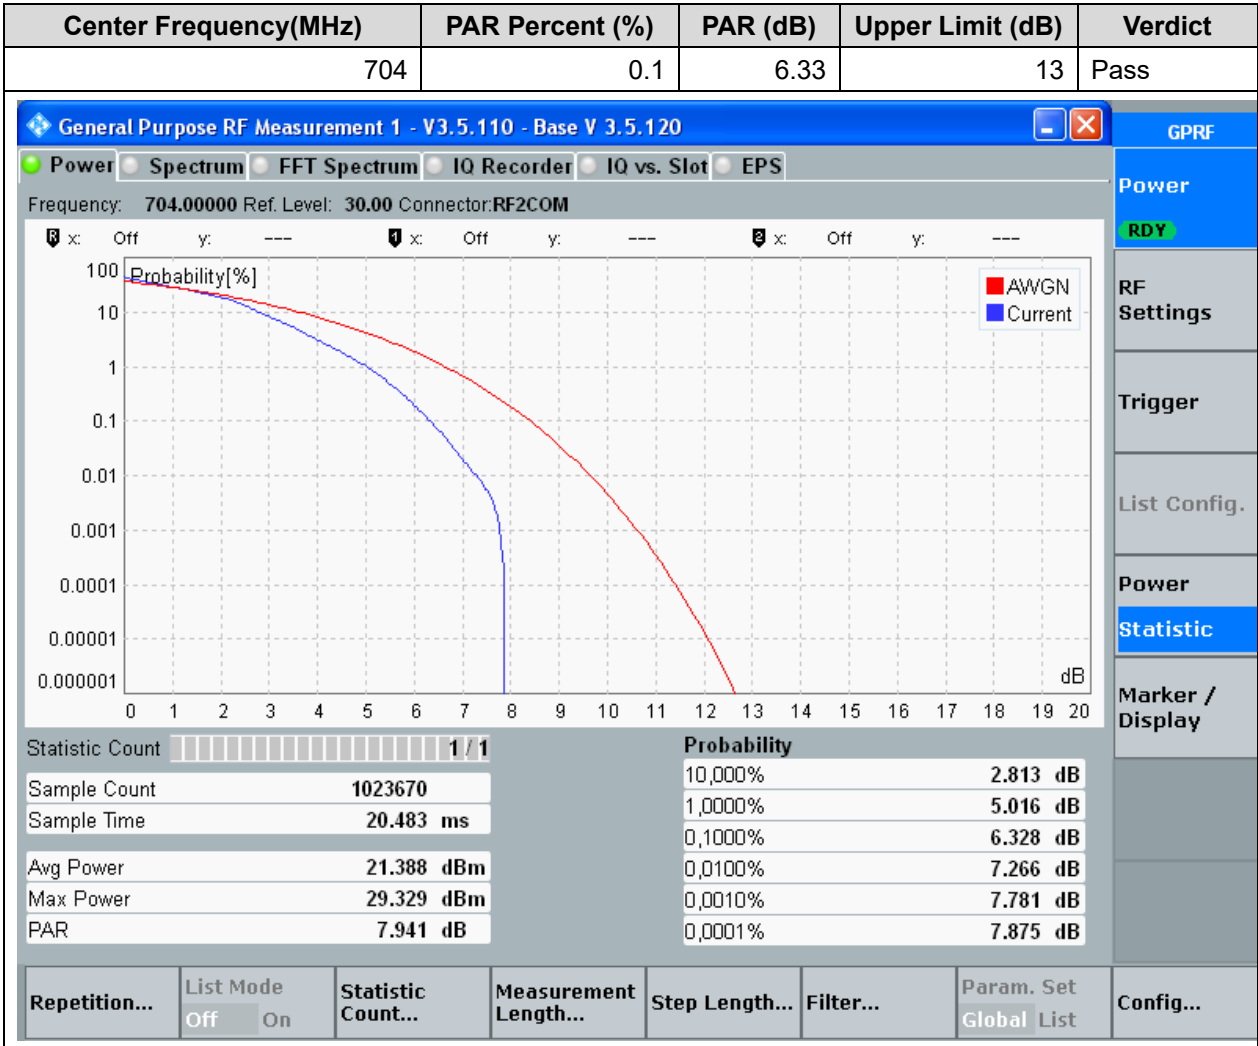 Center Frequency(MHz) PAR Percent (%) PAR (dB) Upper Limit (dB) Verdict
704 0.1 6.33 13 Pass
General Purpose RF Measurement 1 - V3.5.110 - Base V 3.5.120
GPRF
Power Spectrum FFT Spectrum IQ Recorder IQ vs. Slot EPS
Power
RDY
Frequency: 704.00000 Ref. Level: 30.00 Connector:RF2COM
R x: Off y: --- 1 x: Off y: --- 2 x: Off y: ---
Probability[%]
AWGN
Current
100
10
1
0.1
0.01
0.001
0.0001
0.00001
0.000001
dB
0 1 2 3 4 5 6 7 8 9 10 11 12 13 14 15 16 17 18 19 20
RF
Settings
Trigger
List Config.
Power
Statistic
Marker /
Display
Statistic Count 1 / 1
Sample Count 1023670
Sample Time 20.483 ms
Avg Power 21.388 dBm
Max Power 29.329 dBm
PAR 7.941 dB
Probability
10,000% 2.813 dB
1,0000% 5.016 dB
0,1000% 6.328 dB
0,0100% 7.266 dB
0,0010% 7.781 dB
0,0001% 7.875 dB
Repetition...
List Mode
Off On
Statistic
Count...
Measurement
Length...
Step Length...
Filter...
Param. Set
Global List
Config...